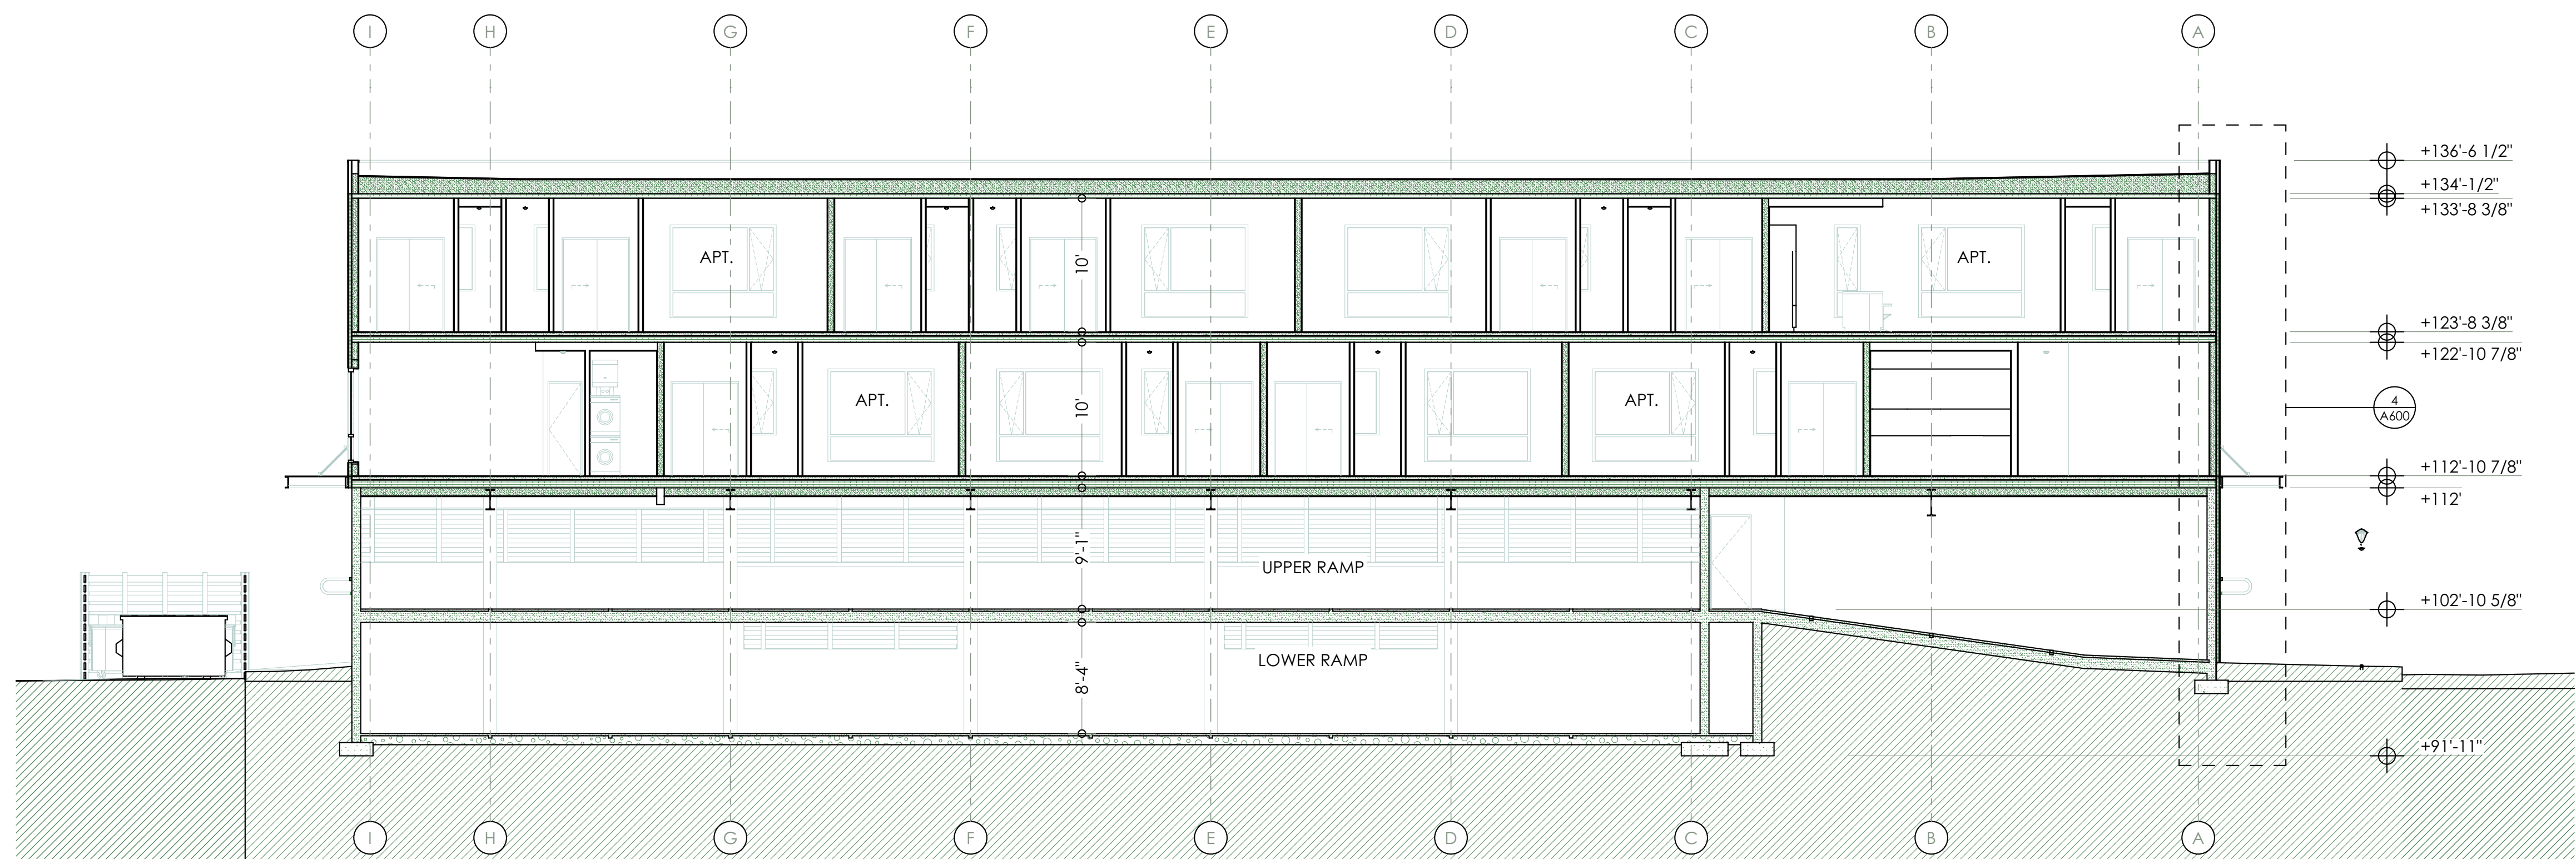 I H G F E D C B A
+136'-6 1/2"
+134'-1/2"
+133'-8 3/8"
APT.
10'
APT.
+123'-8 3/8"
+122'-10 7/8"
APT.
10'
APT.
4
A600
+112'-10 7/8"
+112'
9'-1"
UPPER RAMP
+102'-10 5/8"
LOWER RAMP
8'-4"
+91'-11"
I H G F E D C B A